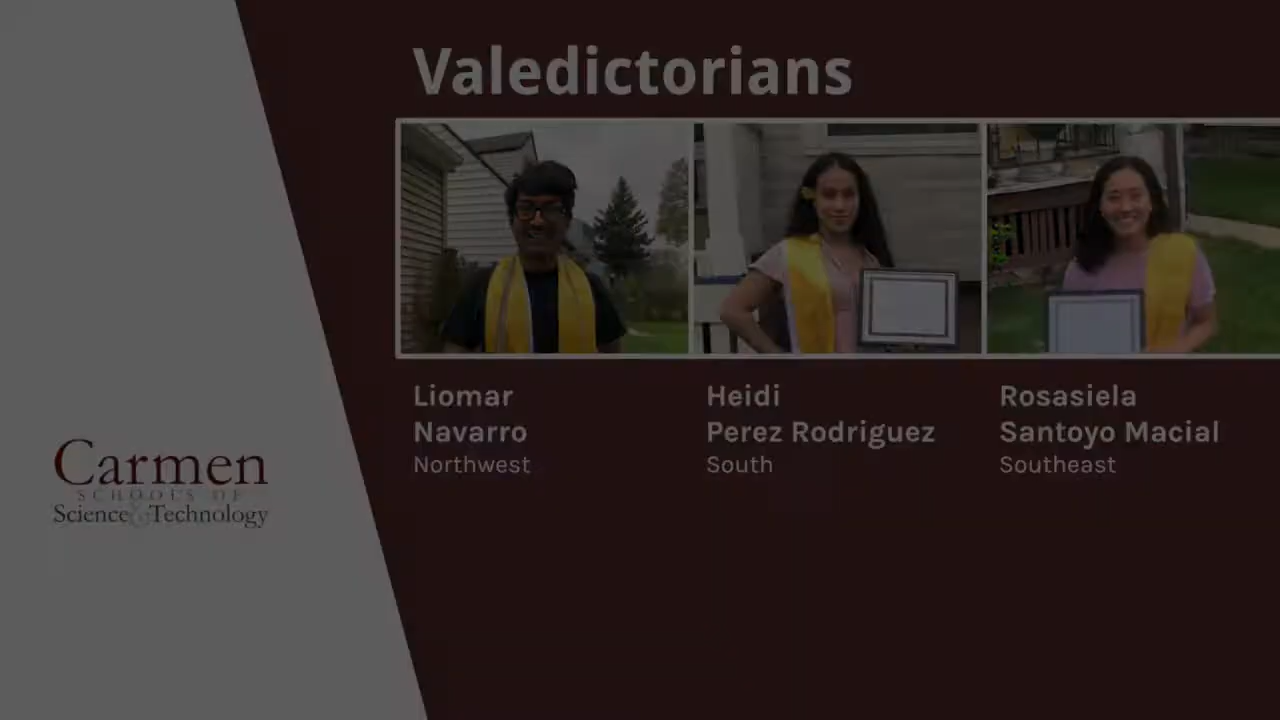 Valedictorians
Liomar
Navarro
Northwest
Heidi
Perez Rodriguez
South
Rosasiela
Santoyo Macial
Southeast
Carmen
SCHOOLS OF
Science & Technology